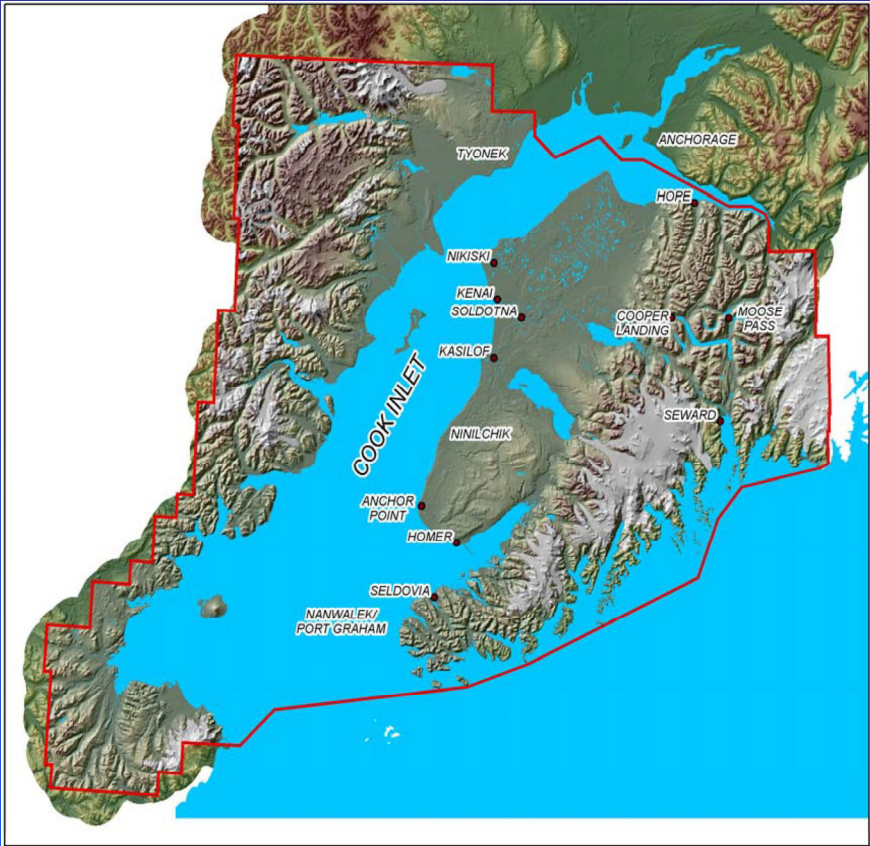 ANCHORAGE
TYONEK
HOPE
NIKISKI
KENAI
SOLDOTNA
COOPER
LANDING
MOOSE
PASS
KASILOF
COOK INLET
SEWARD
NINILCHIK
ANCHOR
POINT
HOMER
SELDOVIA
NANWALEK/
PORT GRAHAM